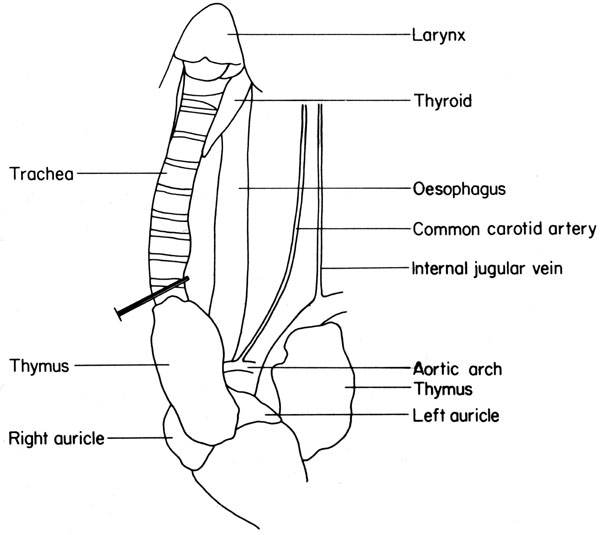 Larynx
Thyroid
Trachea
Oesophagus
Common carotid artery
Internal jugular vein
Thymus
Aortic arch
Thymus
Left auricle
Right auricle